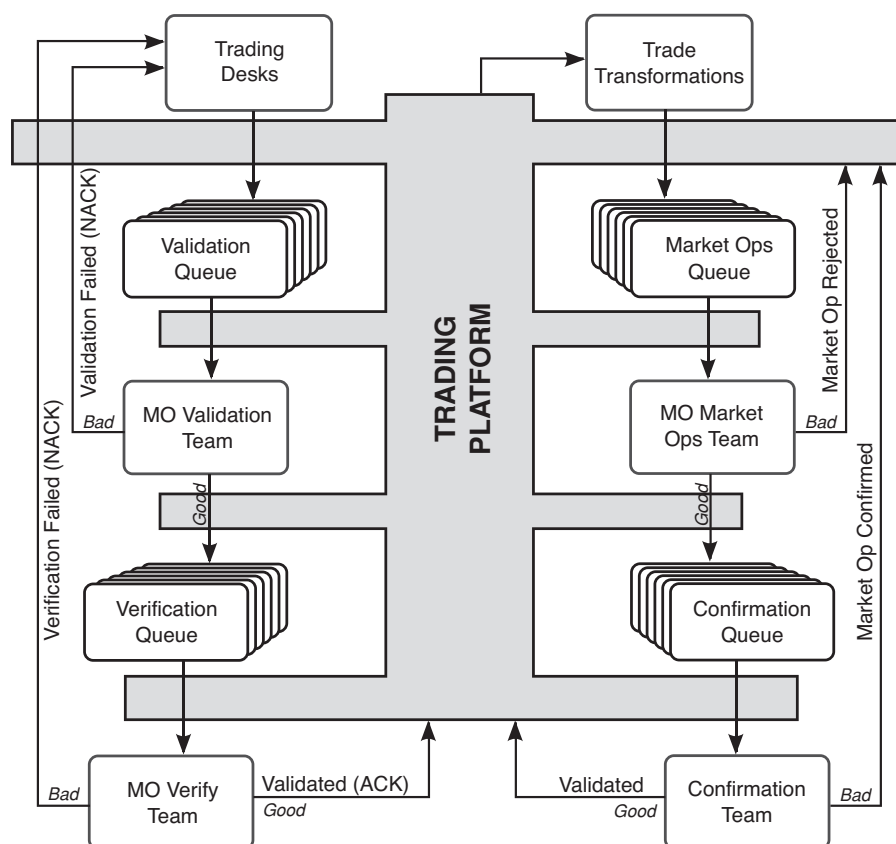 Trading
Desks
Trade
Transformations
Validation Failed (NACK)
Validation
Queue
Market Ops
Queue
Market Op Rejected
TRADING
PLATFORM
Verification Failed (NACK)
Bad
MO Validation
Team
MO Market
Ops Team
Bad
Good
Good
Market Op Confirmed
Verification
Queue
Confirmation
Queue
Bad
MO Verify
Team
Validated (ACK)
Good
Validated
Good
Confirmation
Team
Bad